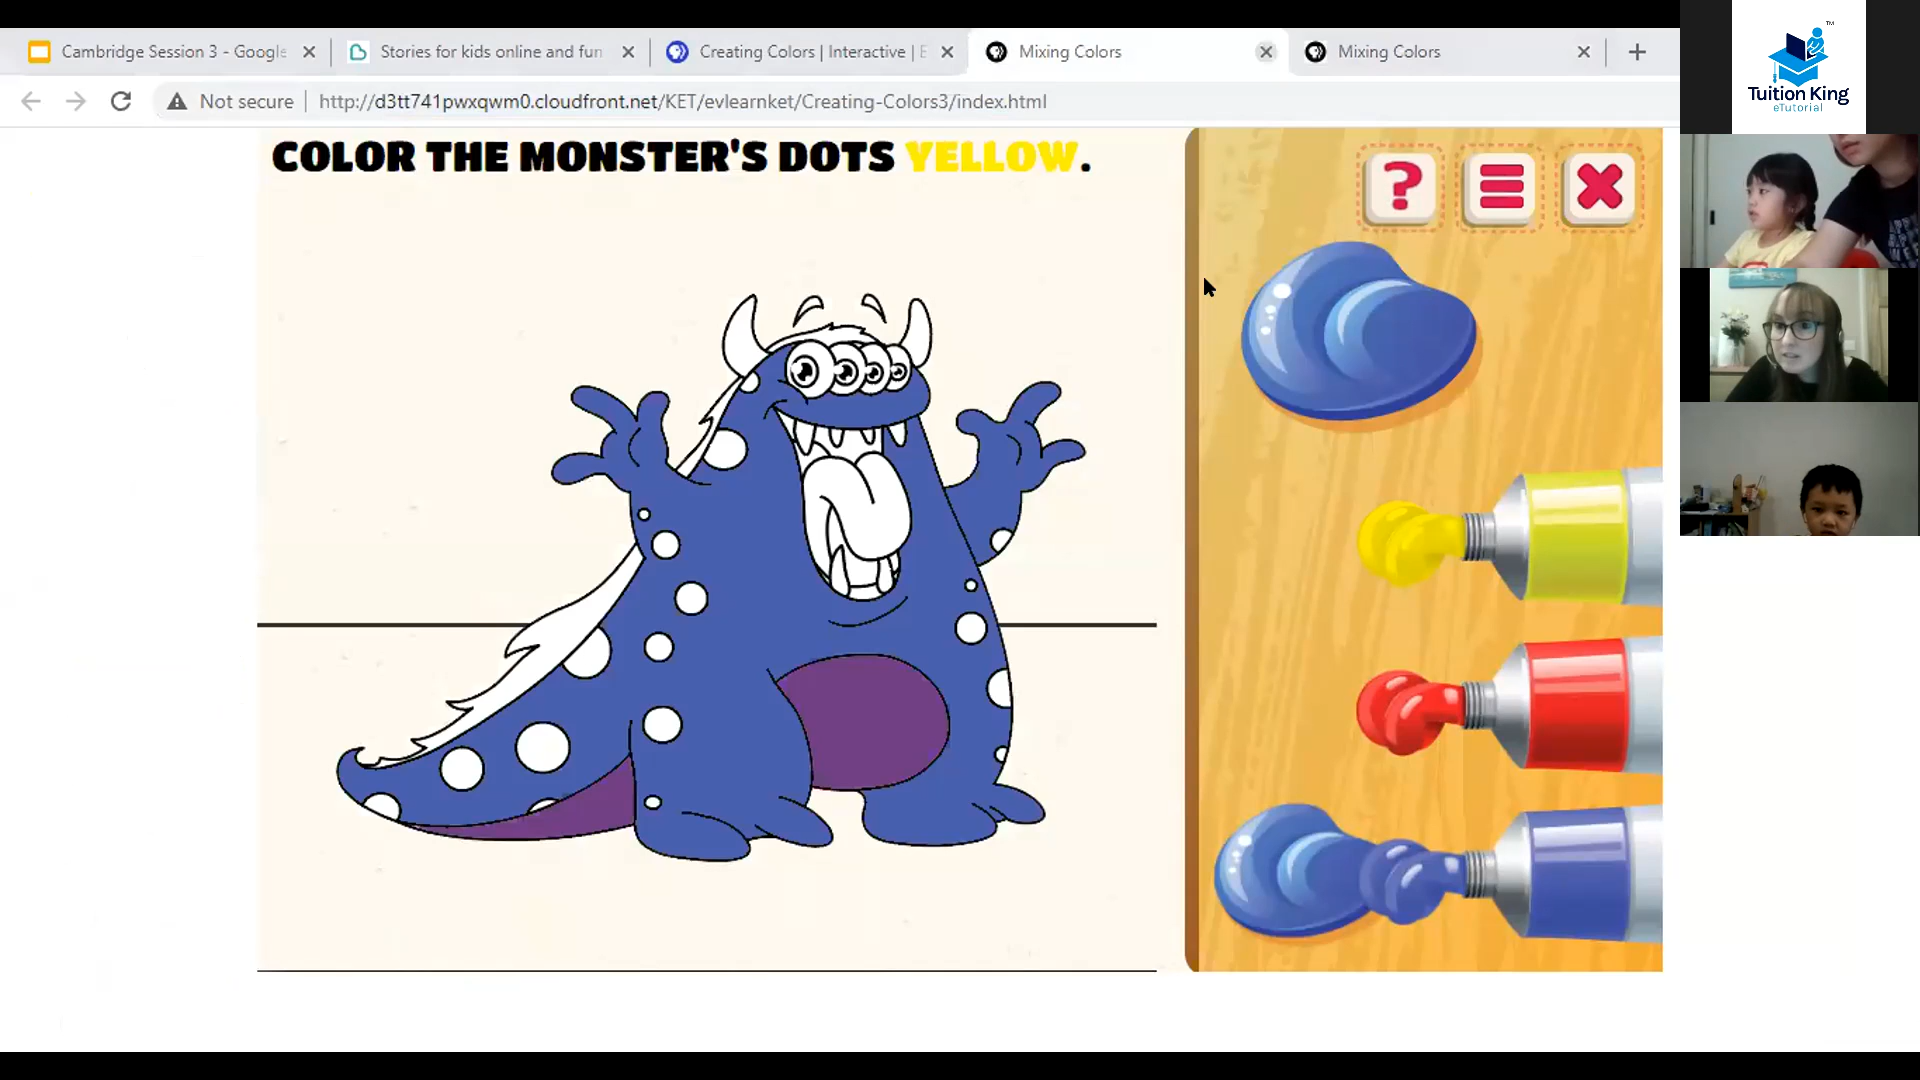 Cambridge Session 3 - Google
Stories for kids online and fun
Creating Colors | Interactive | E
Mixing Colors
Mixing Colors
Not secure
http://d3tt741pwxqwm0.cloudfront.net/KET/evlearnket/Creating-Colors3/index.html
COLOR THE MONSTER'S DOTS YELLOW.
?
TM
Tuition King
eTutorial